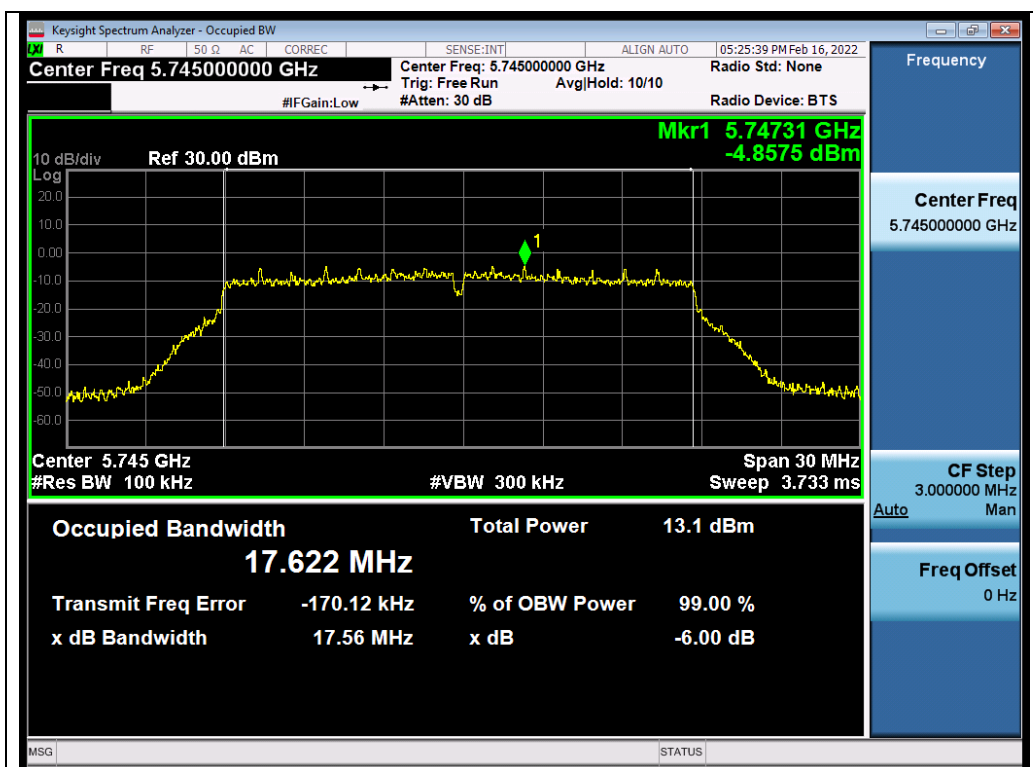 Keysight Spectrum Analyzer - Occupied BW
LXI R RF 50 Ω AC CORREC SENSE:INT ALIGN AUTO 05:25:39 PM Feb 16, 2022
Center Freq 5.745000000 GHz
Center Freq: 5.745000000 GHz
Radio Std: None
Trig: Free Run Avg|Hold: 10/10
#IFGain:Low
#Atten: 30 dB
Radio Device: BTS
Frequency
Mkr1 5.74731 GHz
-4.8575 dBm
10 dB/div Ref 30.00 dBm
Log
20.0
10.0
0.00
-10.0
-20.0
-30.0
-40.0
-50.0
-60.0
1
Center 5.745 GHz Span 30 MHz
#Res BW 100 kHz #VBW 300 kHz Sweep 3.733 ms
Center Freq
5.745000000 GHz
CF Step
3.000000 MHz
Auto Man
Freq Offset
0 Hz
Occupied Bandwidth Total Power 13.1 dBm
17.622 MHz
Transmit Freq Error -170.12 kHz % of OBW Power 99.00 %
x dB Bandwidth 17.56 MHz x dB -6.00 dB
MSG STATUS